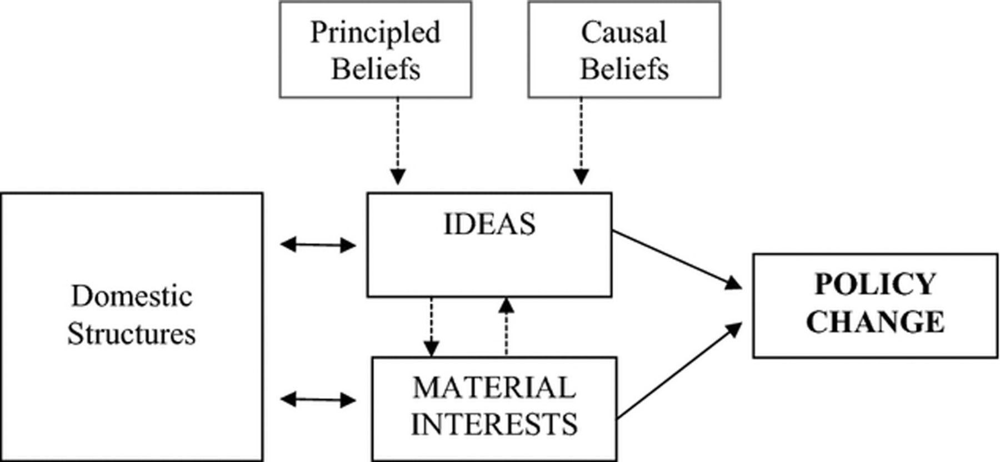 Principled
Beliefs
Causal
Beliefs
IDEAS
Domestic
Structures
POLICY
CHANGE
MATERIAL
INTERESTS